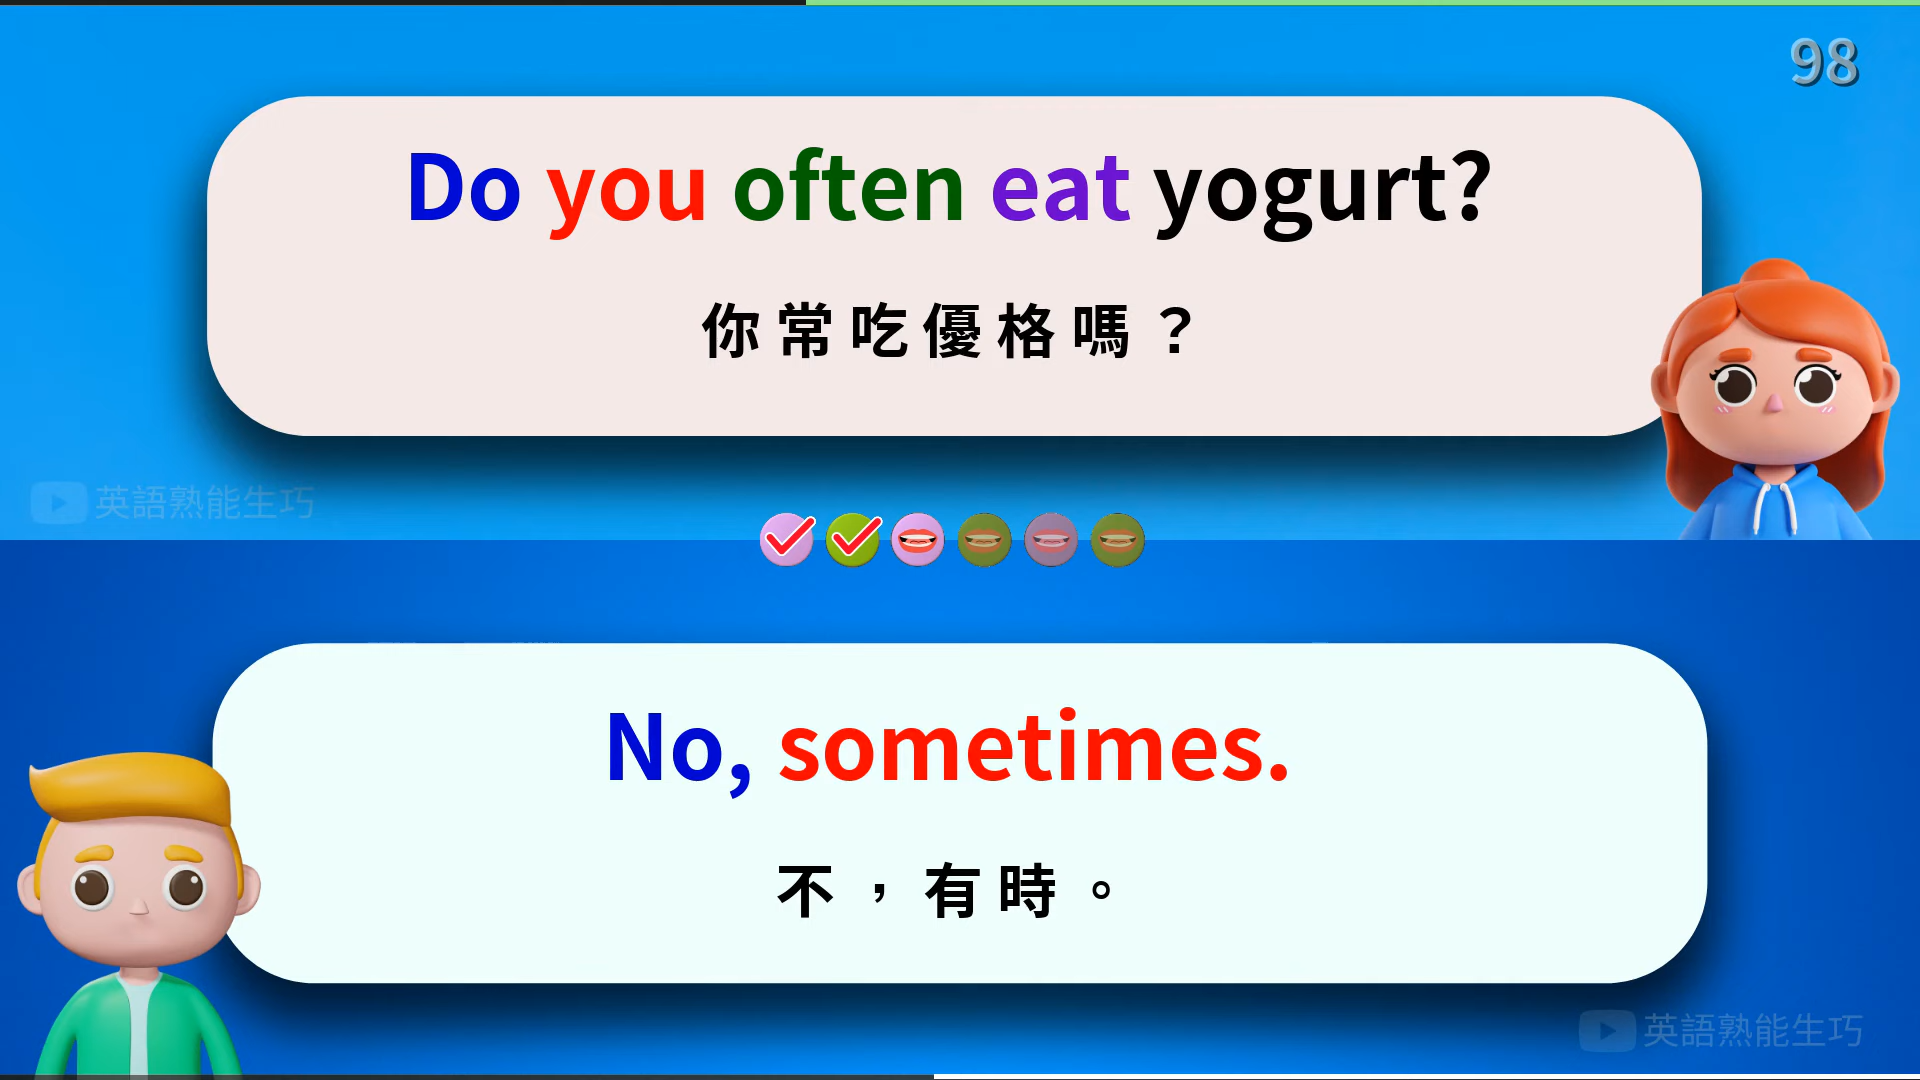 98
Do you often eat yogurt?
你常吃優格嗎？
英語熟能生巧
No, sometimes.
不，有時。
英語熟能生巧